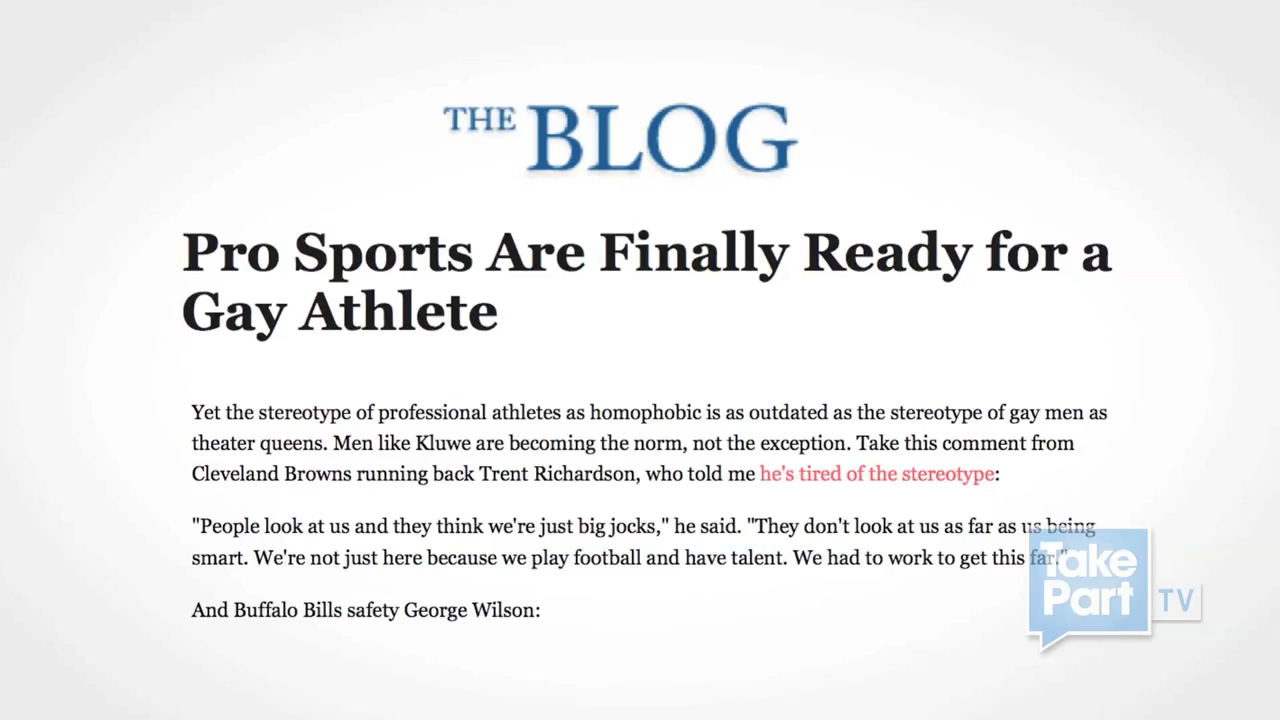 THE BLOG
Pro Sports Are Finally Ready for a
Gay Athlete
Yet the stereotype of professional athletes as homophobic is as outdated as the stereotype of gay men as
theater queens. Men like Kluwe are becoming the norm, not the exception. Take this comment from
Cleveland Browns running back Trent Richardson, who told me he's tired of the stereotype:
"People look at us and they think we're just big jocks," he said. "They don't look at us as far as us being
smart. We're not just here because we play football and have talent. We had to work to get this far."
And Buffalo Bills safety George Wilson:
Take
Part TV